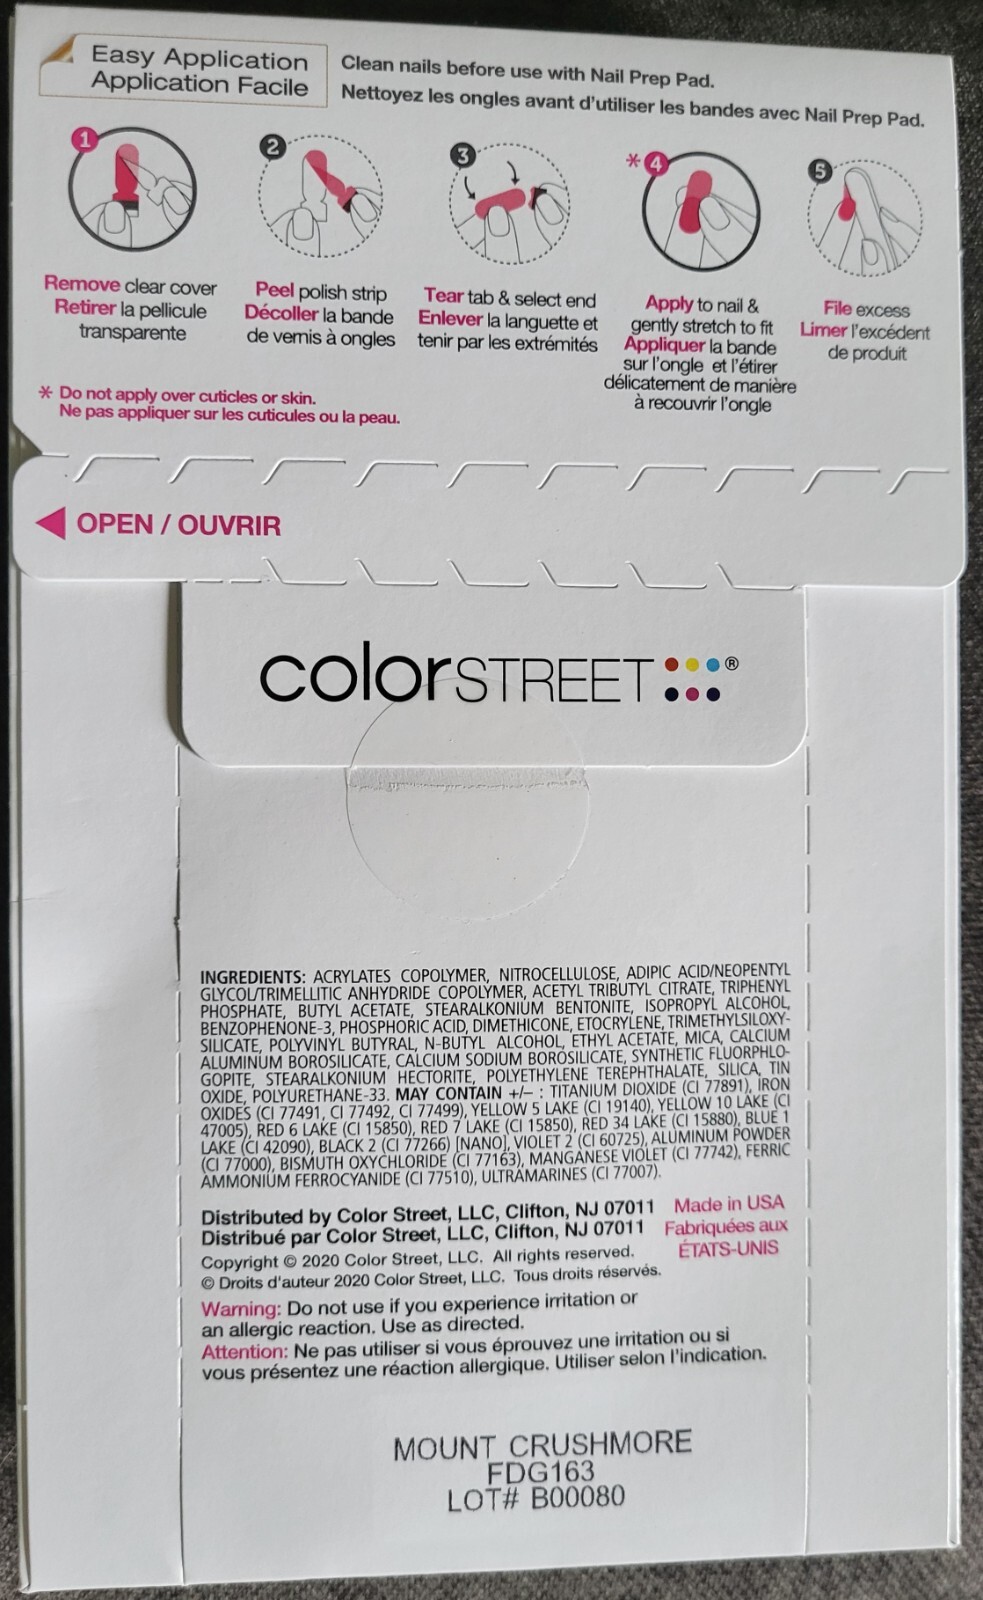 Easy Application
Application Facile
Clean nails before use with Nail Prep Pad.
Nettoyez les ongles avant d'utiliser les bandes avec Nail Prep Pad.
1
2
3
* 4
5
Remove clear cover
Retirer la pellicule
transparente
Peel polish strip
Décoller la bande
de vernis à ongles
Tear tab & select end
Enlever la languette et
tenir par les extrémités
Apply to nail &
gently stretch to fit
Appliquer la bande
sur l'ongle et l'étirer
délicatement de manière
à recouvrir l'ongle
File excess
Limer l'excédent
de produit
* Do not apply over cuticles or skin.
Ne pas appliquer sur les cuticules ou la peau.
OPEN / OUVRIR
colorSTREET ®
INGREDIENTS: ACRYLATES COPOLYMER, NITROCELLULOSE, ADIPIC ACID/NEOPENTYL
GLYCOL/TRIMELLITIC ANHYDRIDE COPOLYMER, ACETYL TRIBUTYL CITRATE, TRIPHENYL
PHOSPHATE, BUTYL ACETATE, STEARALKONIUM BENTONITE, ISOPROPYL ALCOHOL,
BENZOPHENONE-3, PHOSPHORIC ACID, DIMETHICONE, ETOCRYLENE, TRIMETHYLSILOXY-
SILICATE, POLYVINYL BUTYRAL, N-BUTYL ALCOHOL, ETHYL ACETATE, MICA, CALCIUM
ALUMINUM BOROSILICATE, CALCIUM SODIUM BOROSILICATE, SYNTHETIC FLUORPHLO-
GOPITE, STEARALKONIUM HECTORITE, POLYETHYLENE TEREPHTHALATE, SILICA, TIN
OXIDE, POLYURETHANE-33. MAY CONTAIN +/– : TITANIUM DIOXIDE (CI 77891), IRON
OXIDES (CI 77491, CI 77492, CI 77499), YELLOW 5 LAKE (CI 19140), YELLOW 10 LAKE (CI
47005), RED 6 LAKE (CI 15850), RED 7 LAKE (CI 15850), RED 34 LAKE (CI 15880), BLUE 1
LAKE (CI 42090), BLACK 2 (CI 77266) [NANO], VIOLET 2 (CI 60725), ALUMINUM POWDER
(CI 77000), BISMUTH OXYCHLORIDE (CI 77163), MANGANESE VIOLET (CI 77742), FERRIC
AMMONIUM FERROCYANIDE (CI 77510), ULTRAMARINES (CI 77007).
Distributed by Color Street, LLC, Clifton, NJ 07011
Distribué par Color Street, LLC, Clifton, NJ 07011
Made in USA
Fabriquées aux
ÉTATS-UNIS
Copyright © 2020 Color Street, LLC. All rights reserved.
© Droits d'auteur 2020 Color Street, LLC. Tous droits réservés.
Warning: Do not use if you experience irritation or
an allergic reaction. Use as directed.
Attention: Ne pas utiliser si vous éprouvez une irritation ou si
vous présentez une réaction allergique. Utiliser selon l'indication.
MOUNT CRUSHMORE
FDG163
LOT# B00080